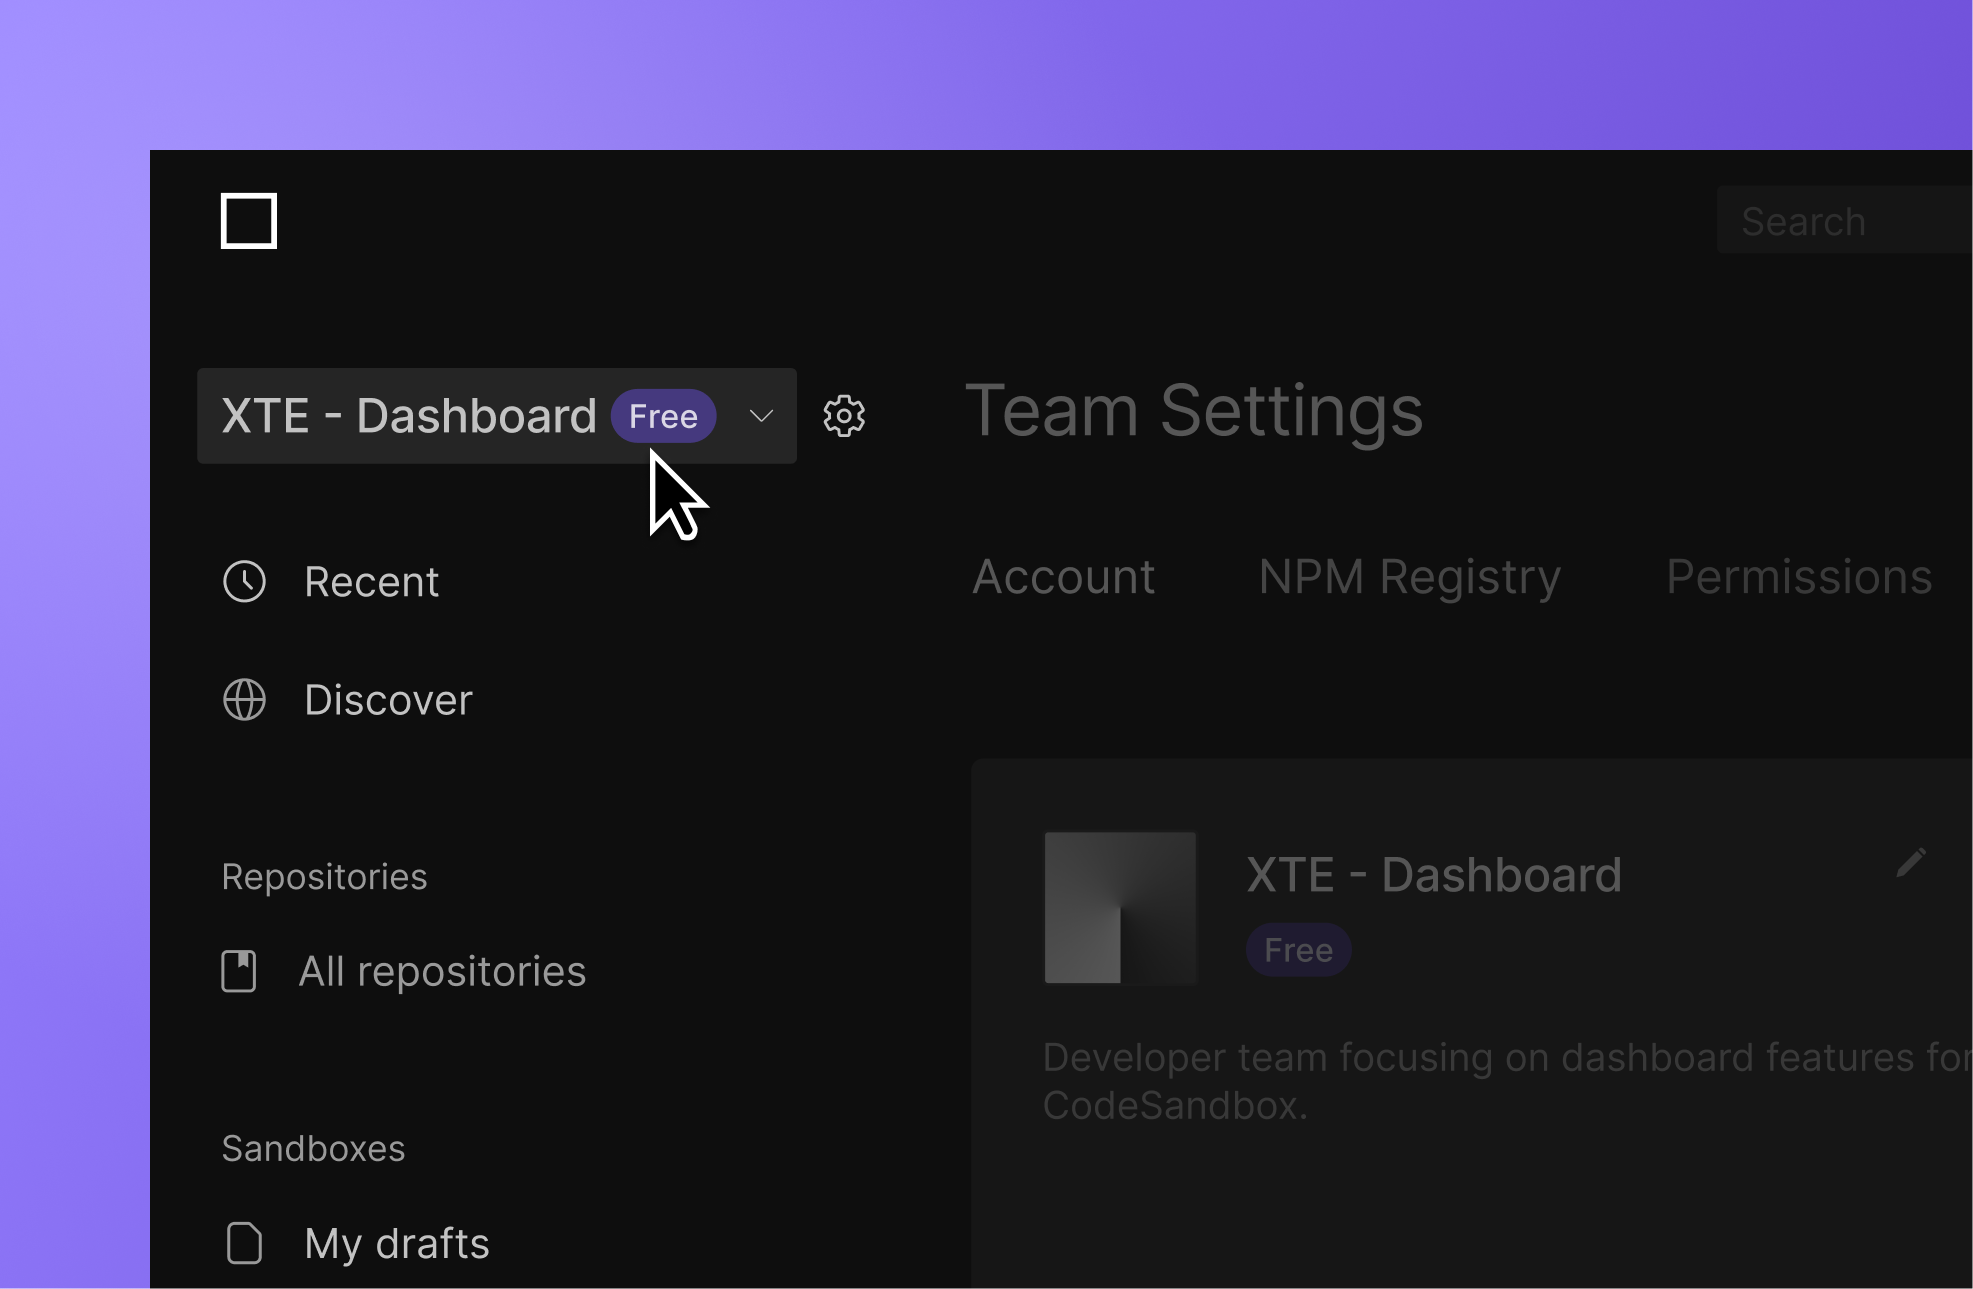 Search
XTE - Dashboard Free
Team Settings
Recent
Account NPM Registry Permissions
Discover
Repositories
XTE - Dashboard
Free
All repositories
Developer team focusing on dashboard features for
CodeSandbox.
Sandboxes
My drafts